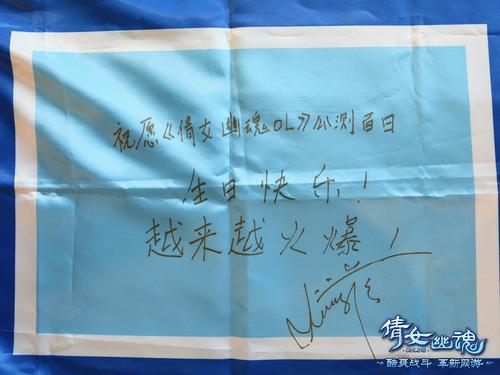 祝愿《倩女幽魂OL》公测百日
生日快乐!
越来越火爆!
倩女幽魂
酷爽战斗 革新网游